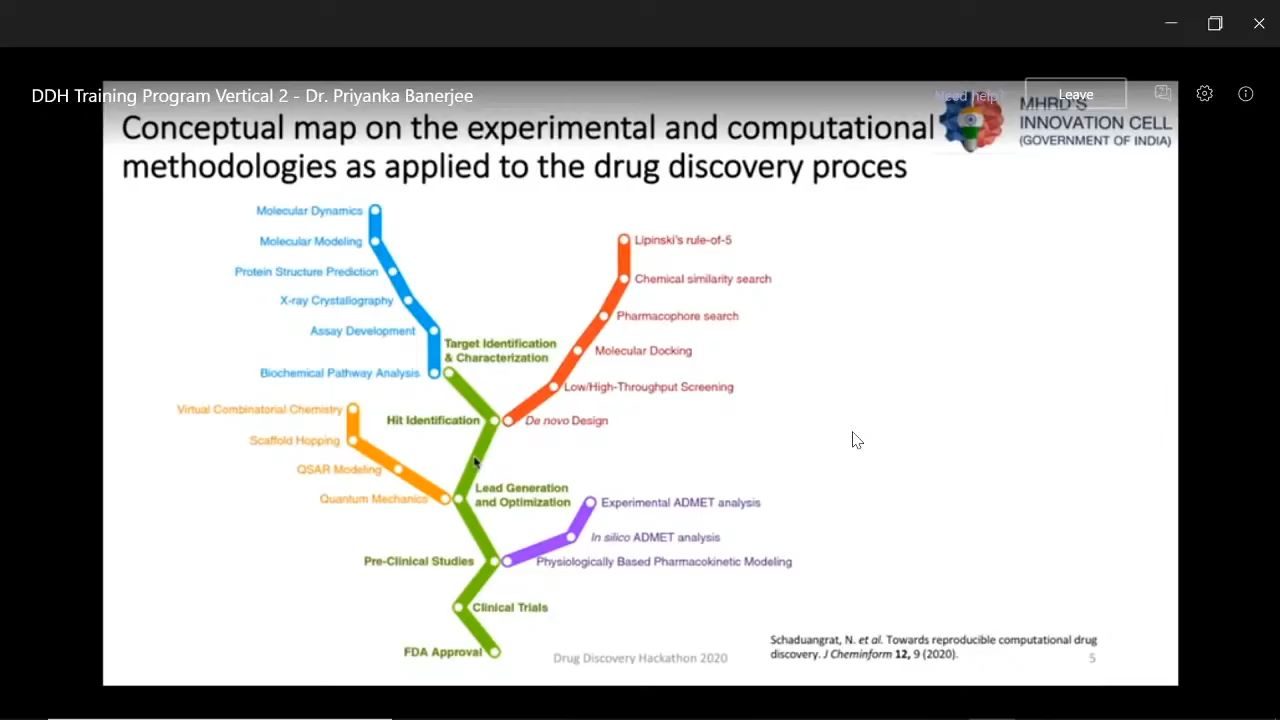 DDH Training Program Vertical 2 - Dr. Priyanka Banerjee
Need help?
Leave
MHRD'S
INNOVATION CELL
(GOVERNMENT OF INDIA)
Conceptual map on the experimental and computational
methodologies as applied to the drug discovery proces
Molecular Dynamics
Molecular Modeling
Protein Structure Prediction
X-ray Crystallography
Assay Development
Biochemical Pathway Analysis
Lipinski's rule-of-5
Chemical similarity search
Pharmacophore search
Molecular Docking
Low/High-Throughput Screening
De novo Design
Target Identification
& Characterization
Hit Identification
Virtual Combinatorial Chemistry
Scaffold Hopping
QSAR Modeling
Quantum Mechanics
Lead Generation
and Optimization
Experimental ADMET analysis
In silico ADMET analysis
Physiologically Based Pharmacokinetic Modeling
Pre-Clinical Studies
Clinical Trials
FDA Approval
Schaduangrat, N. et al. Towards reproducible computational drug
discovery. J Cheminform 12, 9 (2020).
Drug Discovery Hackathon 2020
5